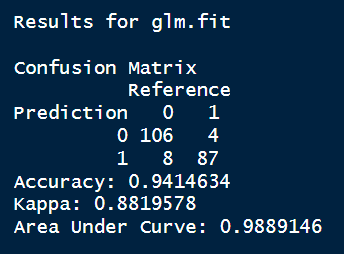 Results for glm.fit
Confusion Matrix
Reference
Prediction 0 1
0 106 4
1 8 87
Accuracy: 0.9414634
Kappa: 0.8819578
Area Under Curve: 0.9889146